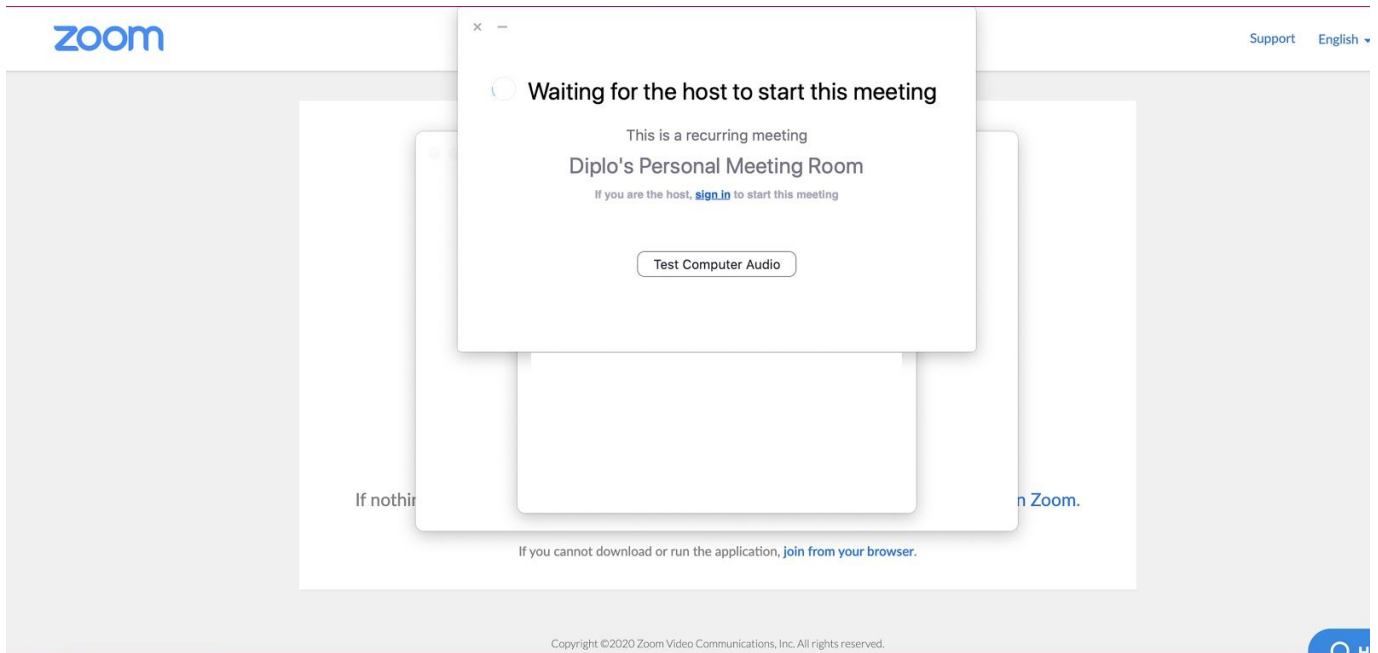 zoom
Support English
Waiting for the host to start this meeting
This is a recurring meeting
Diplo's Personal Meeting Room
If you are the host, sign in to start this meeting
Test Computer Audio
If n Zoom.
If you cannot download or run the application, join from your browser.
Copyright ©2020 Zoom Video Communications, Inc. All rights reserved.